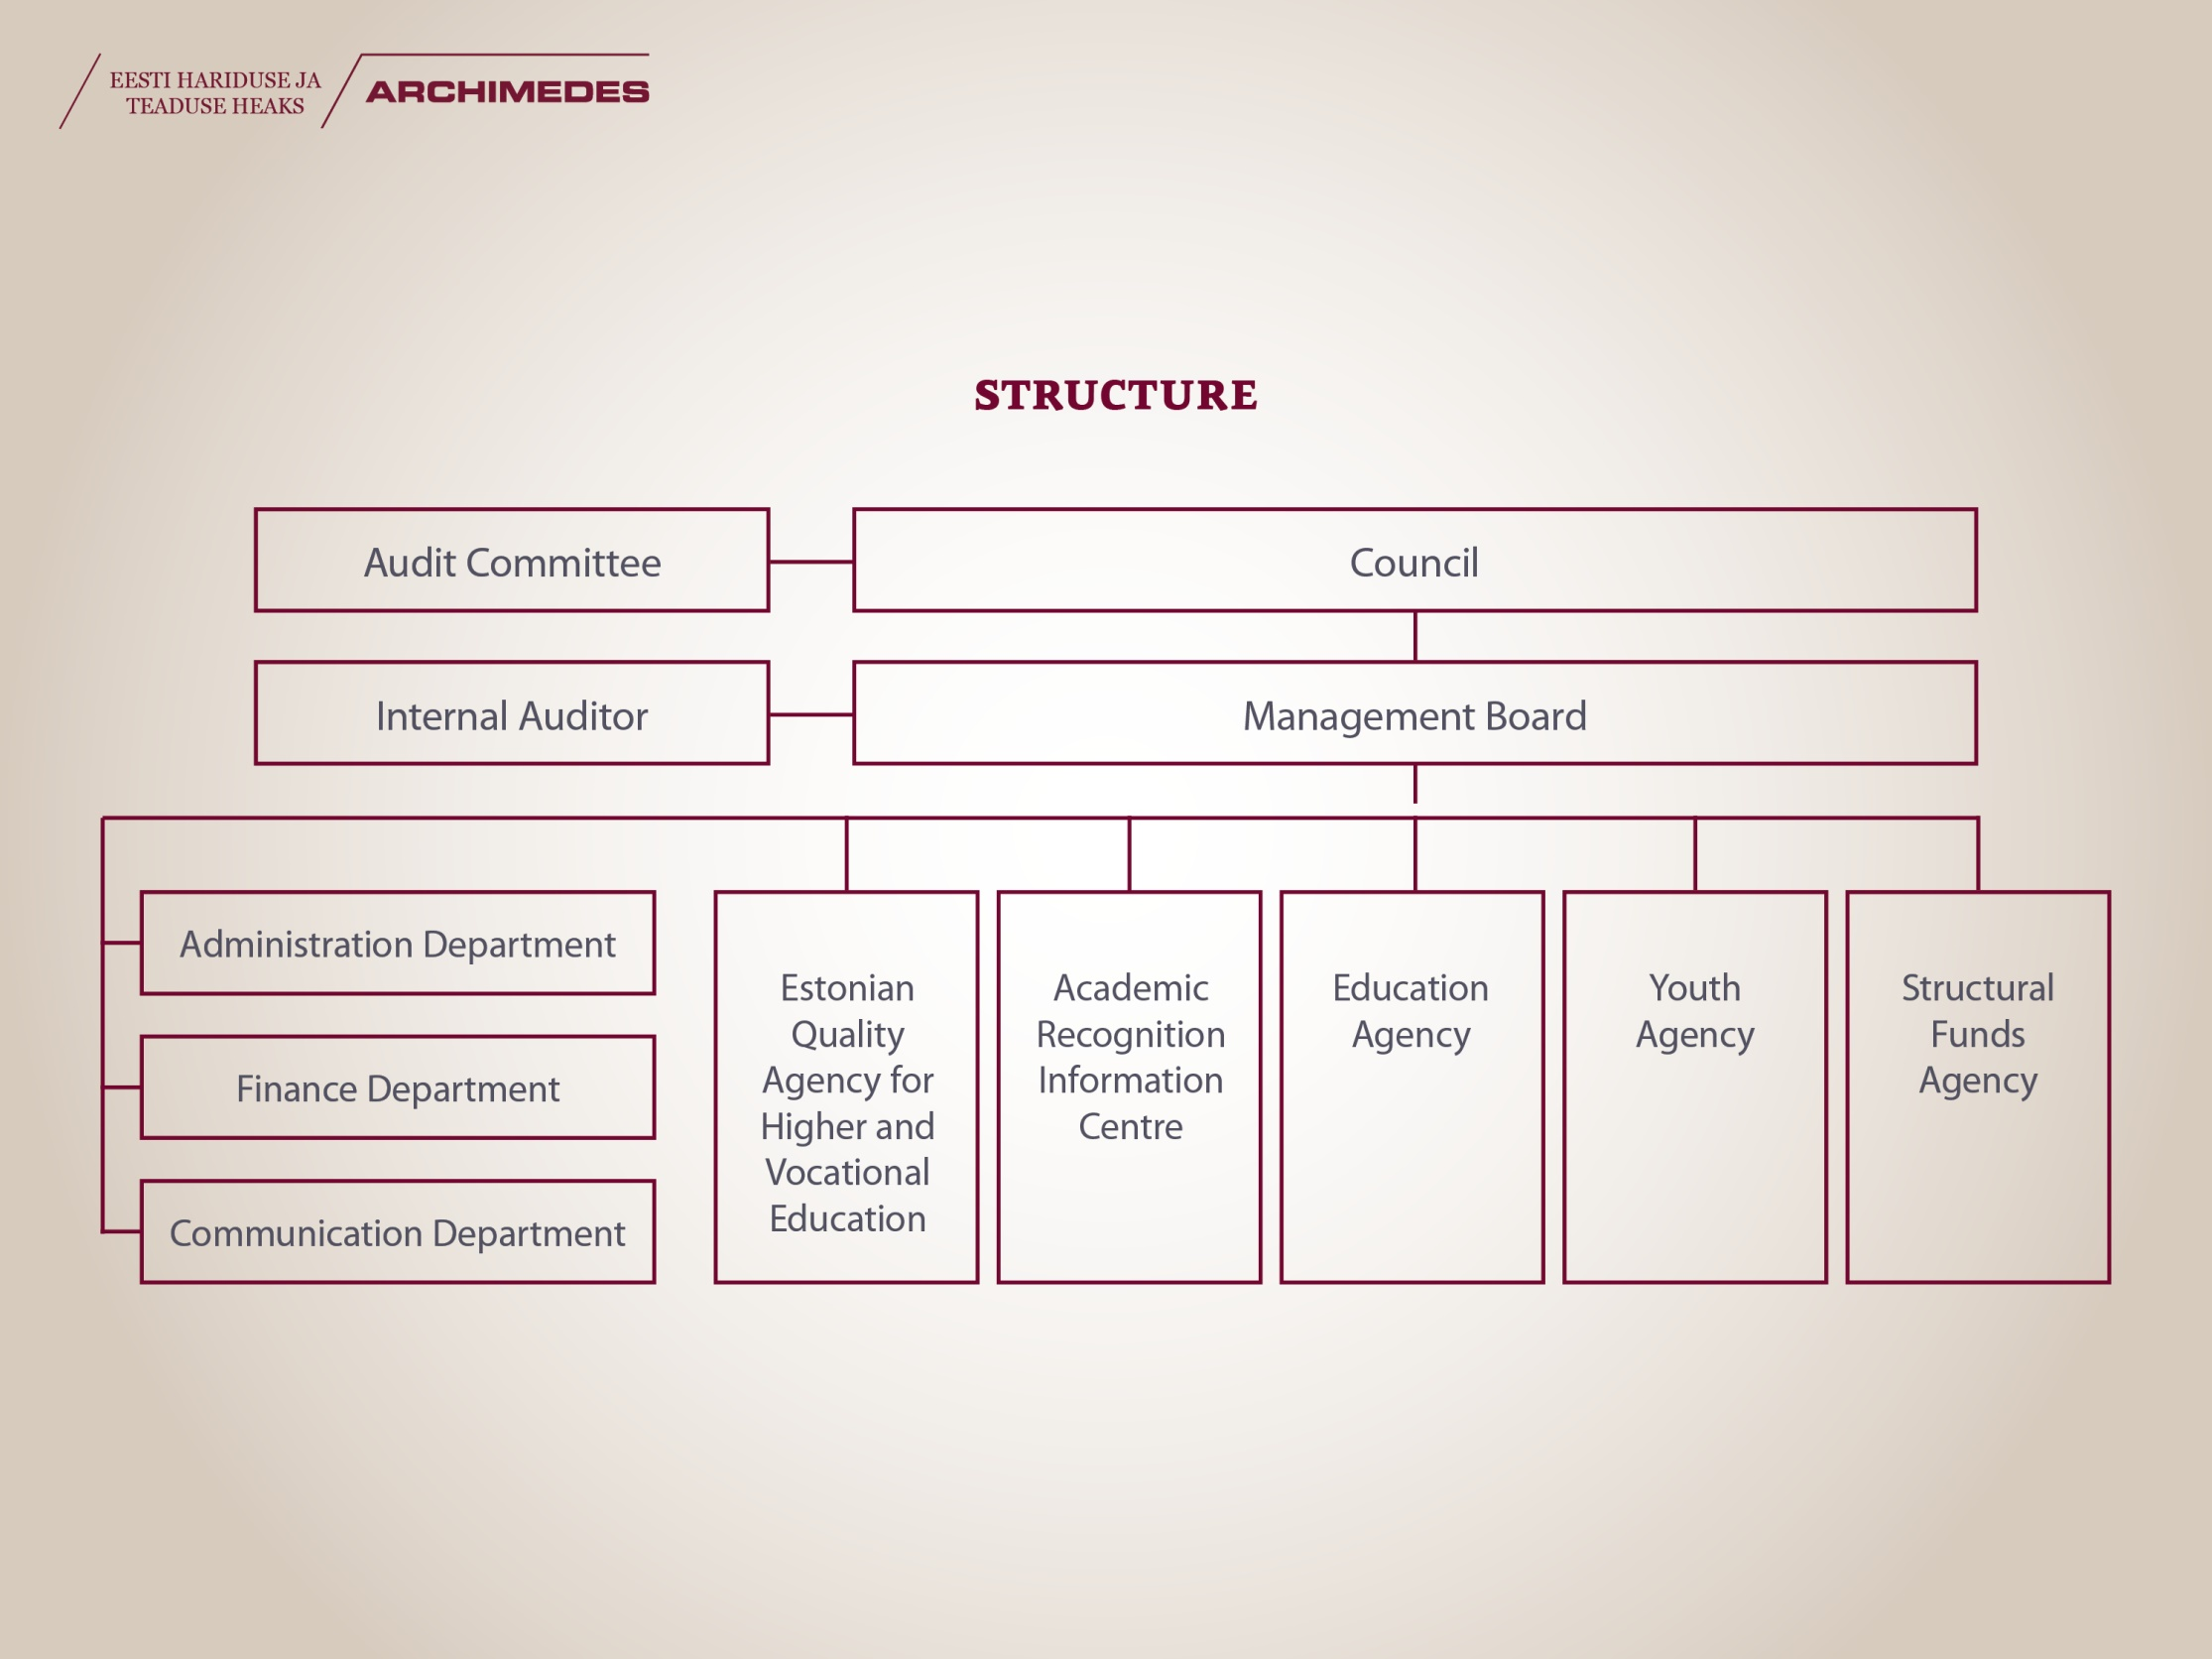 EESTI HARIDUSE JA
TEADUSE HEAKS
ARCHIMEDES
STRUCTURE
Audit Committee
Council
Internal Auditor
Management Board
Administration Department
Finance Department
Communication Department
Estonian
Quality
Agency for
Higher and
Vocational
Education
Academic
Recognition
Information
Centre
Education
Agency
Youth
Agency
Structural
Funds
Agency